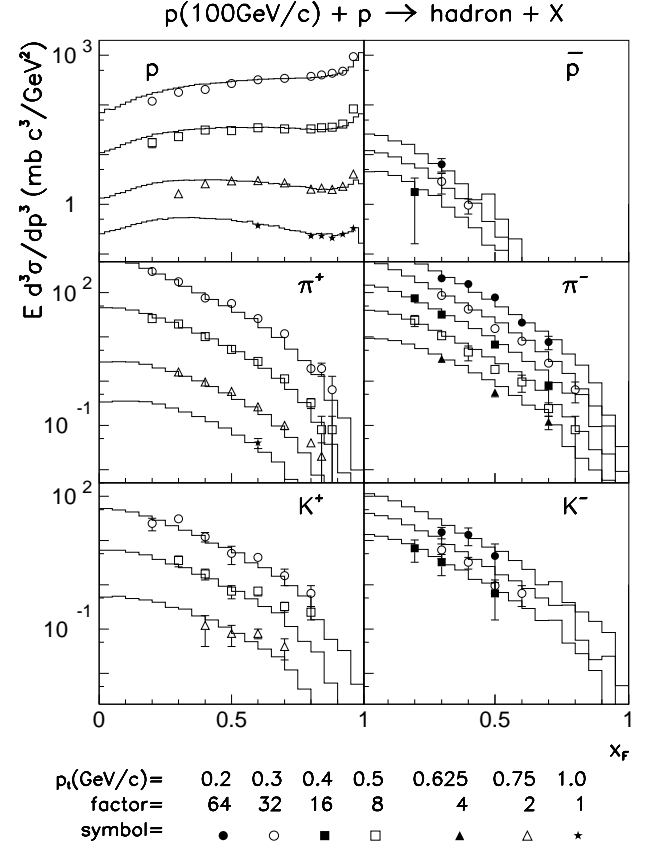 p(100GeV/c) + p → hadron + X
E d³σ/dp³ (mb c³/GeV²)
10³
1
p
p̅
10²
10⁻¹
π⁺
π⁻
10²
10⁻¹
K⁺
K⁻
0 0.5 1 0.5 1
x_F
pₜ(GeV/c)= 0.2 0.3 0.4 0.5 0.625 0.75 1.0
factor= 64 32 16 8 4 2 1
symbol= ● ○ ■ □ ▲ △ ★